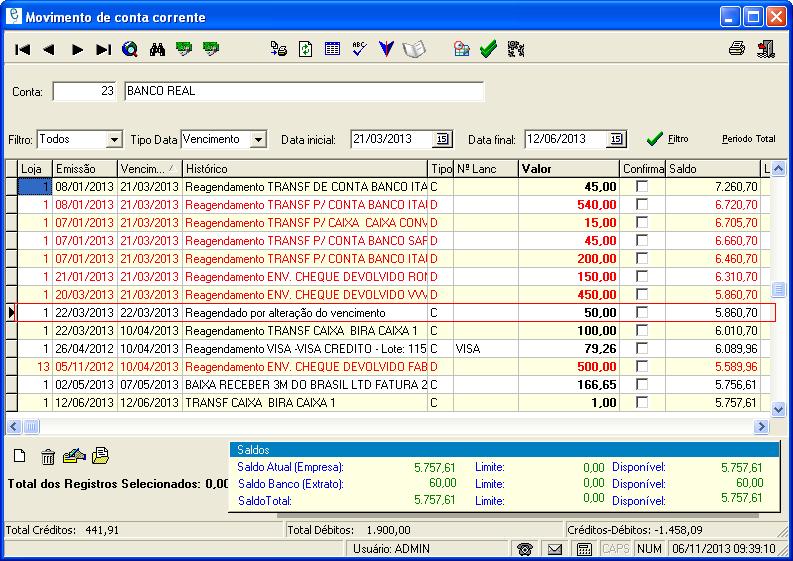 Movimento de conta corrente
ABC
Conta: 23 BANCO REAL
Filtro: Todos Tipo Data Vencimento Data inicial: 21/03/2013 15 Data final: 12/06/2013 15 Filtro Periodo Total
Loja Emissão Vencim... Histórico Tipo Nº Lanc Valor Confirma Saldo L
1 08/01/2013 21/03/2013 Reagendamento TRANSF DE CONTA BANCO ITA C 45,00 7.260,70
1 08/01/2013 21/03/2013 Reagendamento TRANSF P/ CONTA BANCO ITAI D 540,00 6.720,70
1 07/01/2013 21/03/2013 Reagendamento TRANSF P/ CAIXA CAIXA CONV D 15,00 6.705,70
1 07/01/2013 21/03/2013 Reagendamento TRANSF P/ CONTA BANCO SAF D 45,00 6.660,70
1 07/01/2013 21/03/2013 Reagendamento TRANSF P/ CONTA BANCO ITAI D 200,00 6.460,70
1 21/01/2013 21/03/2013 Reagendamento ENV. CHEQUE DEVOLVIDO RON D 150,00 6.310,70
1 20/03/2013 21/03/2013 Reagendamento ENV. CHEQUE DEVOLVIDO VVV D 450,00 5.860,70
1 22/03/2013 22/03/2013 Reagendado por alteração do vencimento C 50,00 5.860,70
1 22/03/2013 10/04/2013 Reagendamento TRANSF CAIXA BIRA CAIXA 1 C 100,00 6.010,70
1 26/04/2012 10/04/2013 Reagendamento VISA -VISA CREDITO - Lote: 115 C VISA 79,26 6.089,96
13 05/11/2012 10/04/2013 Reagendamento ENV. CHEQUE DEVOLVIDO FAB D 500,00 5.589,96
1 02/05/2013 07/05/2013 BAIXA RECEBER 3M DO BRASIL LTD FATURA 2 C 166,65 5.756,61
1 12/06/2013 12/06/2013 TRANSF CAIXA BIRA CAIXA 1 C 1,00 5.757,61
Saldos
Saldo Atual (Empresa): 5.757,61 Limite: 0,00 Disponível: 5.757,61
Saldo Banco (Extrato): 60,00 Limite: 0,00 Disponível: 60,00
SaldoTotal: 5.757,61 Limite: 0,00 Disponível: 5.757,61
Total dos Registros Selecionados: 0,00
Total Créditos: 441,91 Total Débitos: 1.900,00 Créditos-Débitos: -1.458,09
Usuário: ADMIN CAPS NUM 06/11/2013 09:39:10